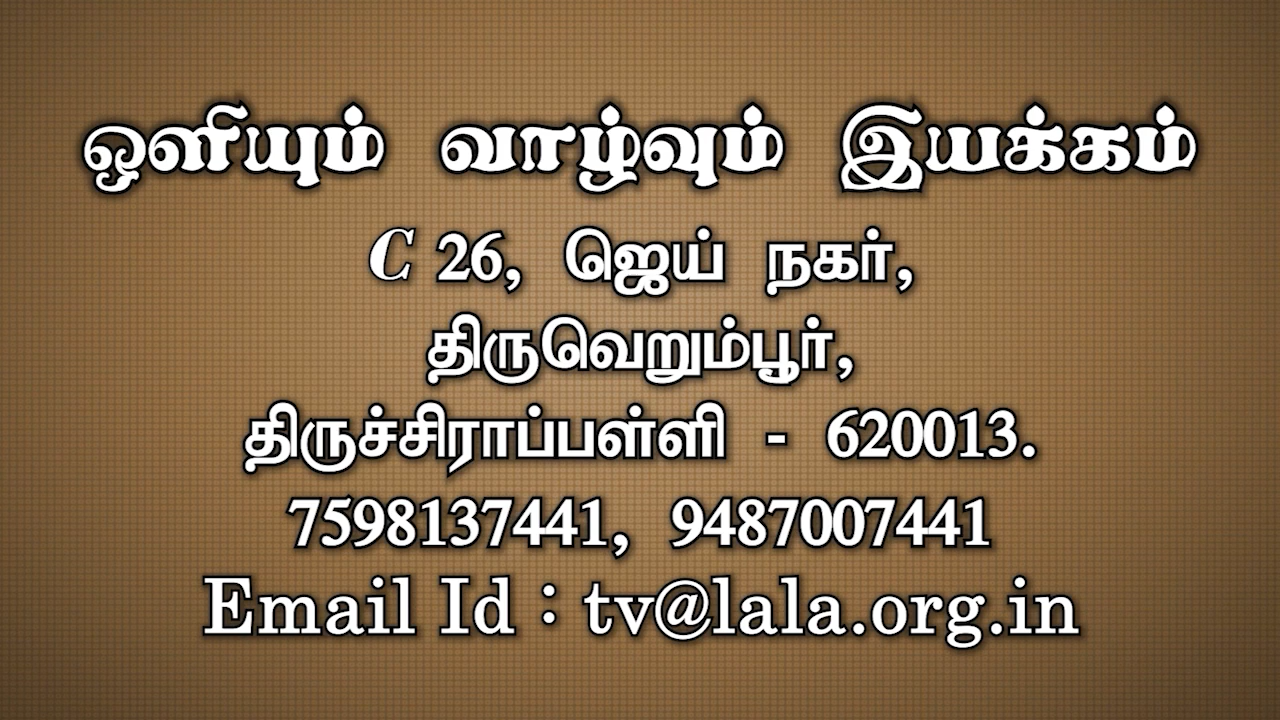 ஒளியும் வாழ்வும் இயக்கம்
C 26, ஜெய் நகர்,
திருவெறும்பூர்,
திருச்சிராப்பள்ளி - 620013.
7598137441, 9487007441
Email Id : tv@lala.org.in